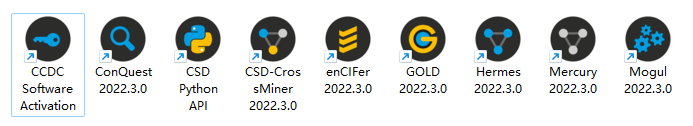 CCDC
Software
Activation
ConQuest
2022.3.0
CSD
Python
API
CSD-Cros
sMiner
2022.3.0
enCIFer
2022.3.0
GOLD
2022.3.0
Hermes
2022.3.0
Mercury
2022.3.0
Mogul
2022.3.0